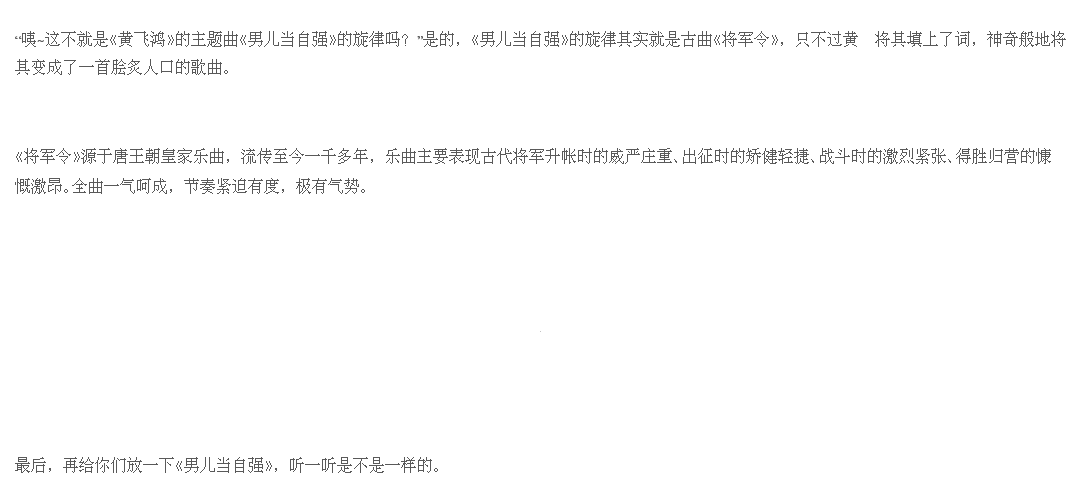 “咦~这不就是《黄飞鸿》的主题曲《男儿当自强》的旋律吗？”是的，《男儿当自强》的旋律其实就是古曲《将军令》，只不过黄　将其填上了词，神奇般地将
其变成了一首脍炙人口的歌曲。
《将军令》源于唐王朝皇家乐曲，流传至今一千多年，乐曲主要表现古代将军升帐时的威严庄重、出征时的矫健轻捷、战斗时的激烈紧张、得胜归营的慷
慨激昂。全曲一气呵成，节奏紧迫有度，极有气势。
最后，再给你们放一下《男儿当自强》，听一听是不是一样的。